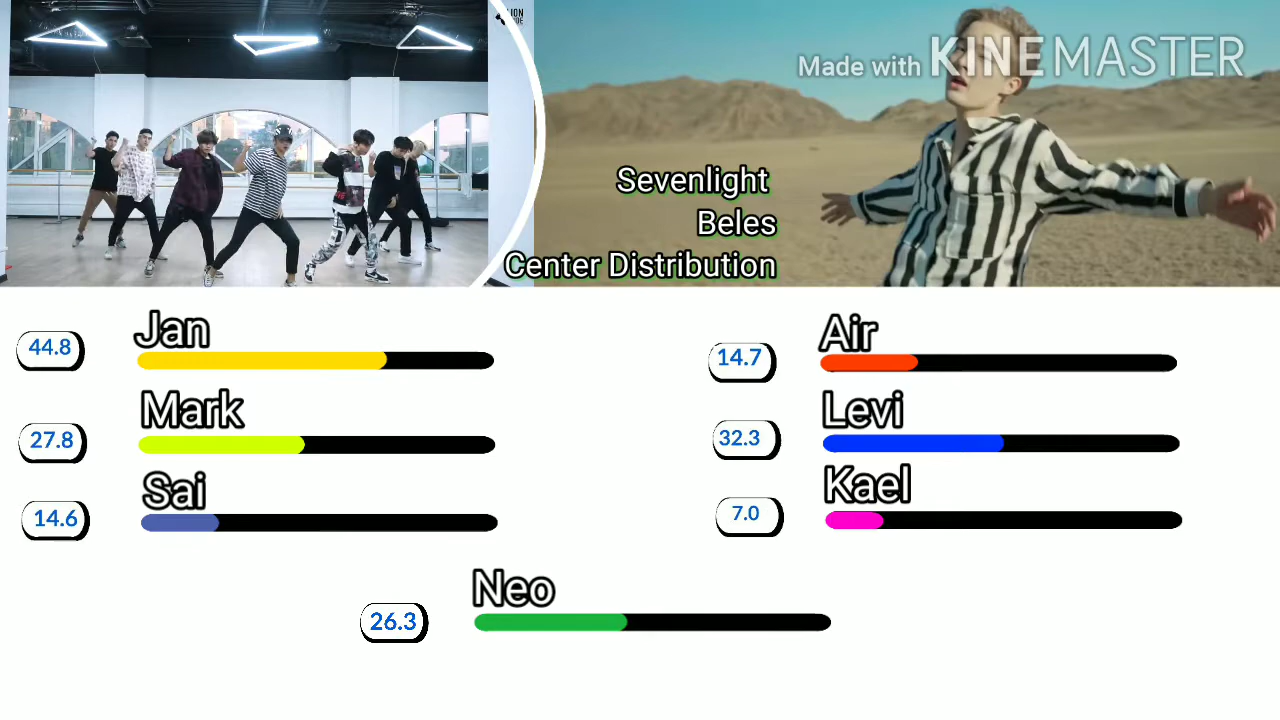 Made with KINEMASTER
Sevenlight
Beles
Center Distribution
Jan
44.8
Air
14.7
Mark
27.8
Levi
32.3
Sai
14.6
Kael
7.0
Neo
26.3